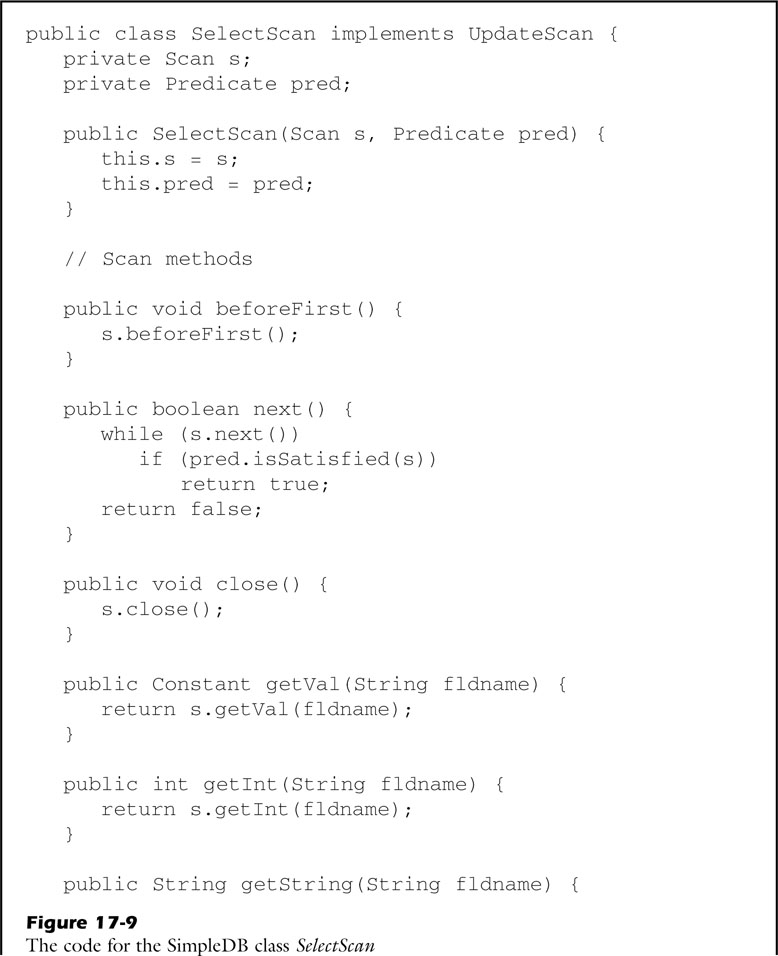 public class SelectScan implements UpdateScan {
private Scan s;
private Predicate pred;
public SelectScan(Scan s, Predicate pred) {
this.s = s;
this.pred = pred;
}
// Scan methods
public void beforeFirst() {
s.beforeFirst();
}
public boolean next() {
while (s.next())
if (pred.isSatisfied(s))
return true;
return false;
}
public void close() {
s.close();
}
public Constant getVal(String fldname) {
return s.getVal(fldname);
}
public int getInt(String fldname) {
return s.getInt(fldname);
}
public String getString(String fldname) {
Figure 17-9
The code for the SimpleDB class SelectScan